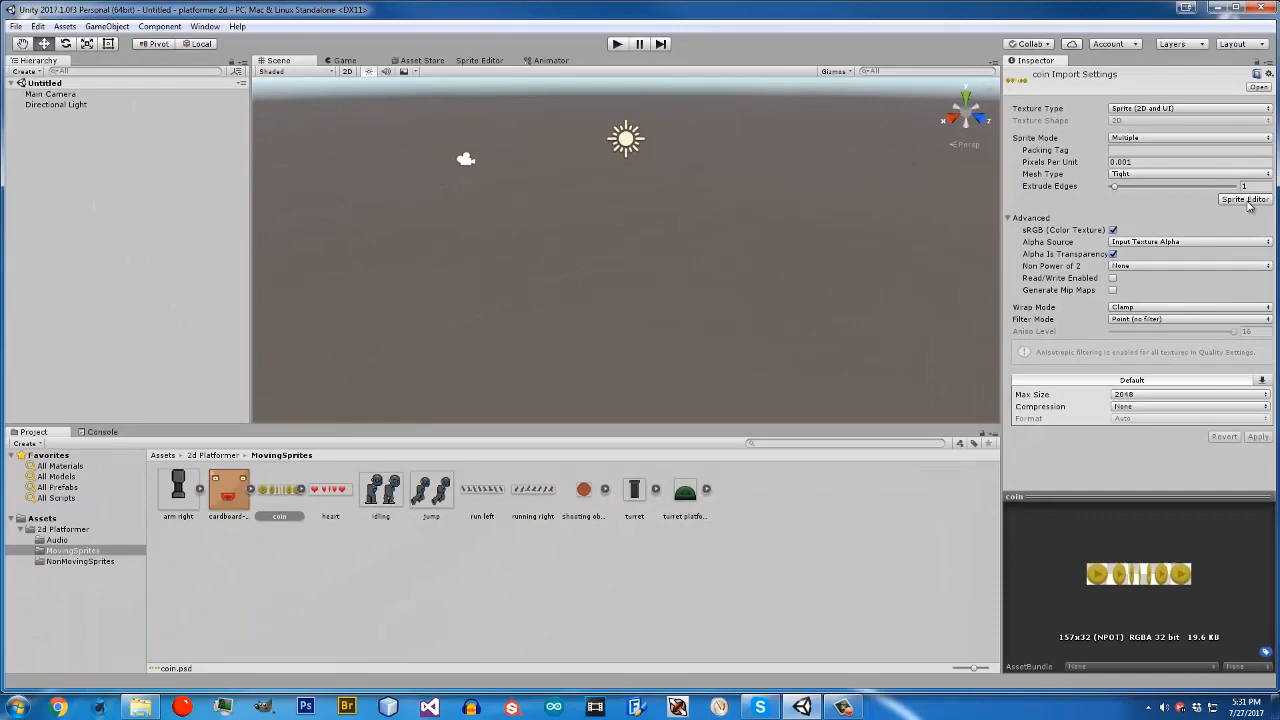 Unity 2017.1.0f3 Personal (64bit) - Untitled - platformer 2d - PC, Mac & Linux Standalone <DX11>
File Edit Assets GameObject Component Window Help
Pivot Local Collab Account Layers Layout
Hierarchy Scene Game Asset Store Sprite Editor Animator Inspector
Create All Shaded 2D Gizmos All
coin Import Settings
Open
Untitled
Main Camera
Directional Light
Persp
Texture Type Sprite (2D and UI)
Texture Shape 2D
Sprite Mode Multiple
Packing Tag
Pixels Per Unit 0.001
Mesh Type Tight
Extrude Edges 1
Sprite Editor
Advanced
sRGB (Color Texture)
Alpha Source Input Texture Alpha
Alpha Is Transparency
Non Power of 2 None
Read/Write Enabled
Generate Mip Maps
Wrap Mode Clamp
Filter Mode Point (no filter)
Aniso Level 16
Anisotropic filtering is enabled for all textures in Quality Settings.
Default
Max Size 2048
Compression None
Format Auto
Revert Apply
Project Console
Create
Favorites
All Materials
All Models
All Prefabs
All Scripts
Assets
2d Platformer
Audio
MovingSprites
NonMovingSprites
Assets 2d Platformer MovingSprites
arm right cardboard-... coin heart idling jump run left running right shooting ob... turret turret platfo...
coin.psd
coin
157x32 (NPOT) RGBA 32 bit 19.6 KB
AssetBundle None None
Ps Br
5:31 PM
7/27/2017